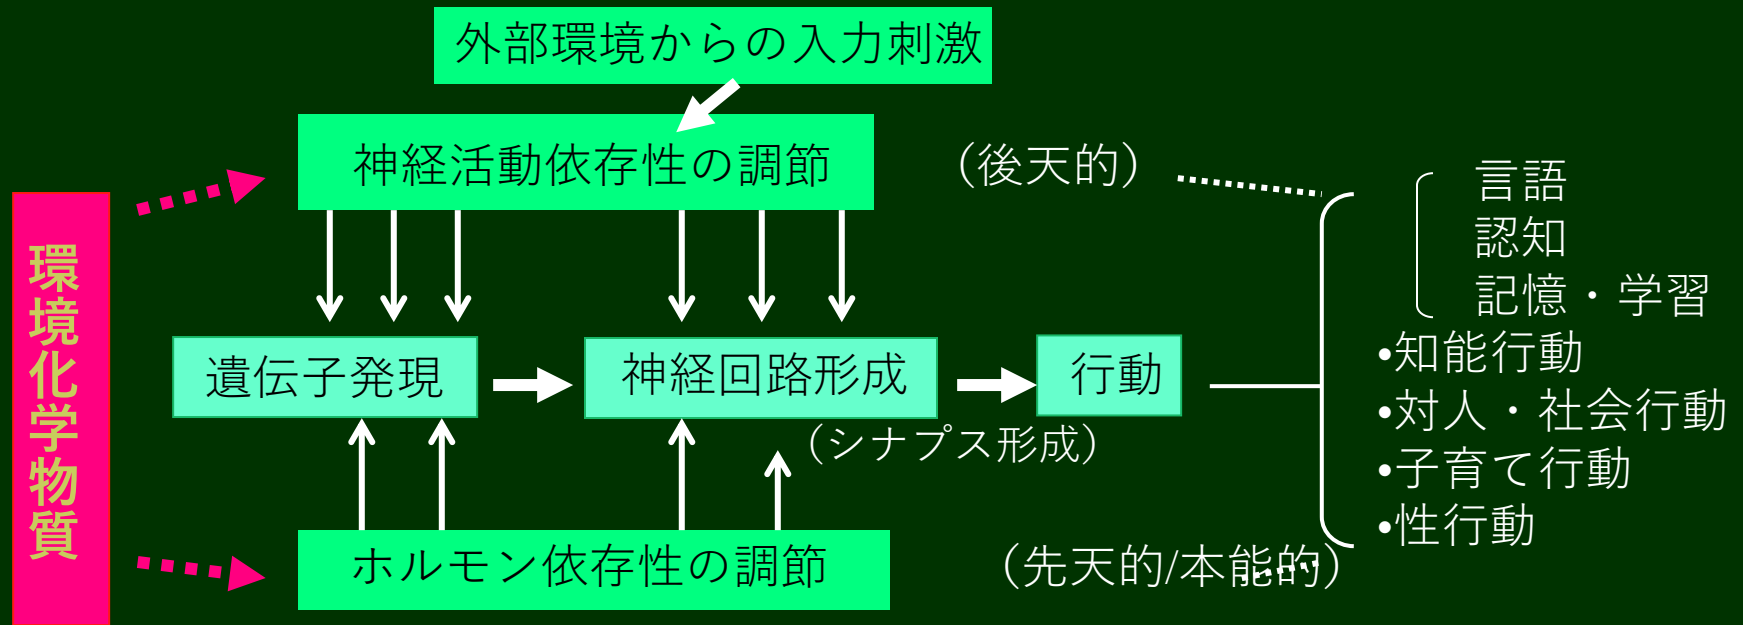 外部環境からの入力刺激
神経活動依存性の調節
（後天的）
環境化学物質
遺伝子発現
神経回路形成
（シナプス形成）
行動
ホルモン依存性の調節
（先天的/本能的）
言語
認知
記憶・学習
•知能行動
•対人・社会行動
•子育て行動
•性行動